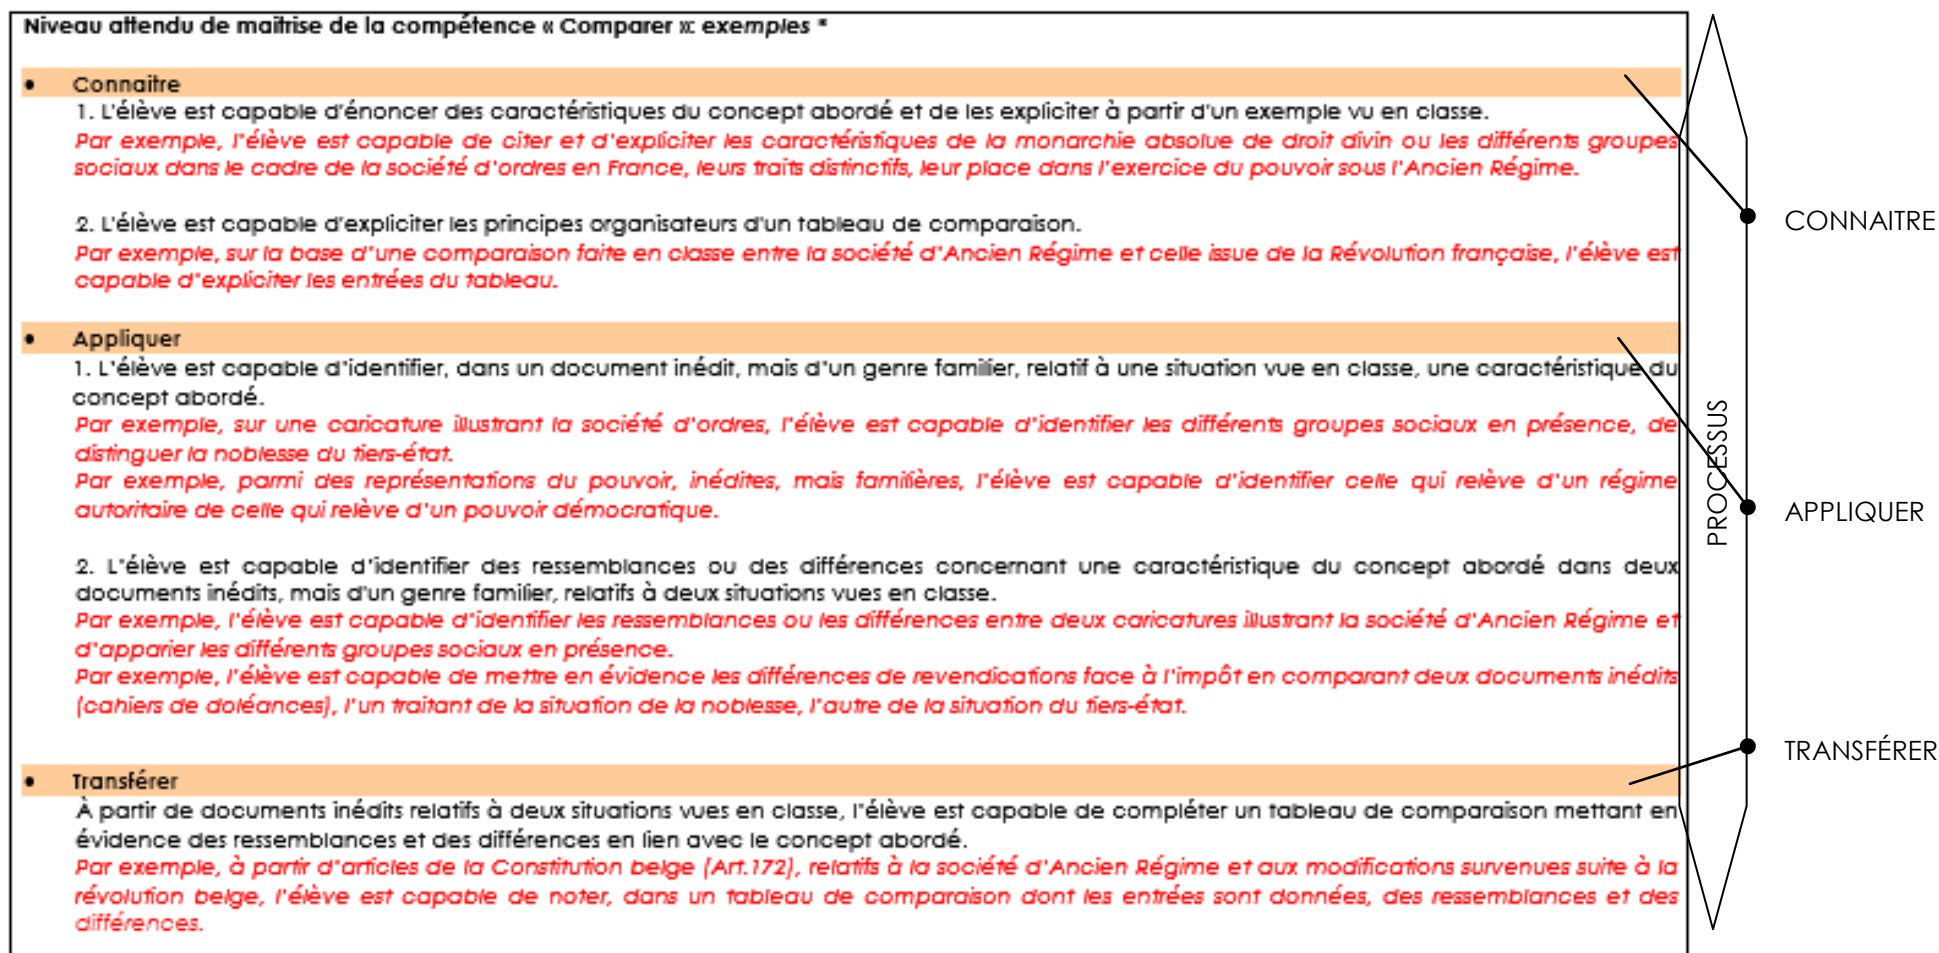 Niveau attendu de maîtrise de la compétence « Comparer »: exemples *
• Connaitre
1. L'élève est capable d'énoncer des caractéristiques du concept abordé et de les expliciter à partir d'un exemple vu en classe.
Par exemple, l'élève est capable de citer et d'expliciter les caractéristiques de la monarchie absolue de droit divin ou les différents groupes
sociaux dans le cadre de la société d'ordres en France, leurs traits distinctifs, leur place dans l'exercice du pouvoir sous l'Ancien Régime.
2. L'élève est capable d'expliciter les principes organisateurs d'un tableau de comparaison.
Par exemple, sur la base d'une comparaison faite en classe entre la société d'Ancien Régime et celle issue de la Révolution française, l'élève est
capable d'expliciter les entrées du tableau.
• Appliquer
1. L'élève est capable d'identifier, dans un document inédit, mais d'un genre familier, relatif à une situation vue en classe, une caractéristique du
concept abordé.
Par exemple, sur une caricature illustrant la société d'ordres, l'élève est capable d'identifier les différents groupes sociaux en présence, de
distinguer la noblesse du tiers-état.
Par exemple, parmi des représentations du pouvoir, inédites, mais familières, l'élève est capable d'identifier celle qui relève d'un régime
autoritaire de celle qui relève d'un pouvoir démocratique.
2. L'élève est capable d'identifier des ressemblances ou des différences concernant une caractéristique du concept abordé dans deux
documents inédits, mais d'un genre familier, relatifs à deux situations vues en classe.
Par exemple, l'élève est capable d'identifier les ressemblances ou les différences entre deux caricatures illustrant la société d'Ancien Régime et
d'apparier les différents groupes sociaux en présence.
Par exemple, l'élève est capable de mettre en évidence les différences de revendications face à l'impôt en comparant deux documents inédits
(cahiers de doléances), l'un traitant de la situation de la noblesse, l'autre de la situation du tiers-état.
• Transférer
À partir de documents inédits relatifs à deux situations vues en classe, l'élève est capable de compléter un tableau de comparaison mettant en
évidence des ressemblances et des différences en lien avec le concept abordé.
Par exemple, à partir d'articles de la Constitution belge (Art.172), relatifs à la société d'Ancien Régime et aux modifications survenues suite à la
révolution belge, l'élève est capable de noter, dans un tableau de comparaison dont les entrées sont données, des ressemblances et des
différences.
PROCESSUS
CONNAITRE
APPLIQUER
TRANSFÉRER